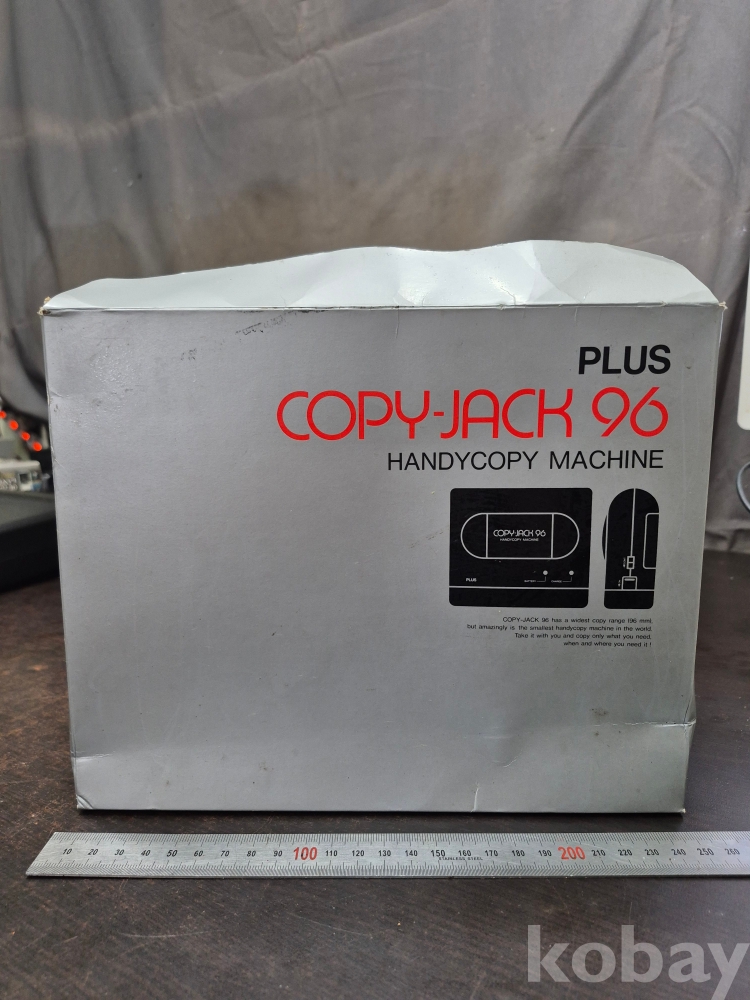 PLUS
COPY-JACK 96
HANDYCOPY MACHINE
COPY-JACK 96
HANDYCOPY MACHINE
PLUS
BATTERY
CHARGE
COPY-JACK 96 has a widest copy range (96 mm),
but amazingly is the smallest handycopy machine in the world.
Take it with you and copy only what you need,
when and where you need it!
10 20 30 40 50 60 70 80 90 100 110 120 130 140 150 160 170 180 190 200 210 220 230 240 250 260
STAINLESS STEEL
kobay